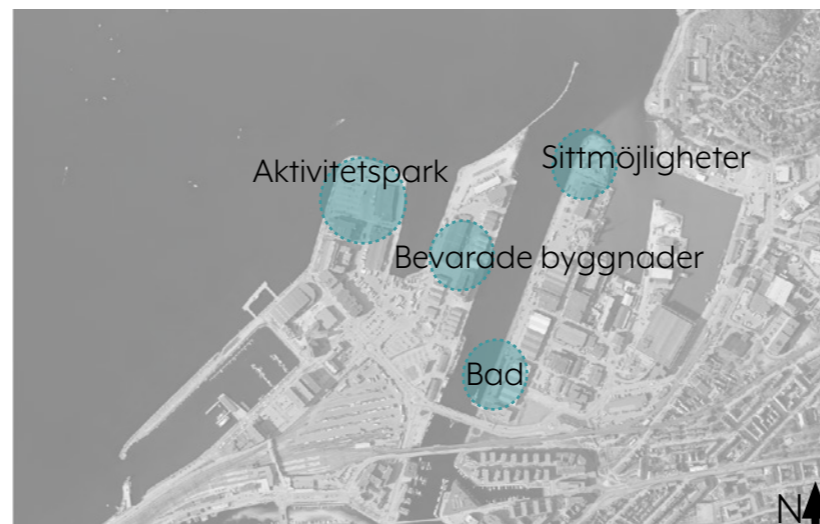 Sittmöjligheter
Aktivitetspark
Bevarade byggnader
Bad
N